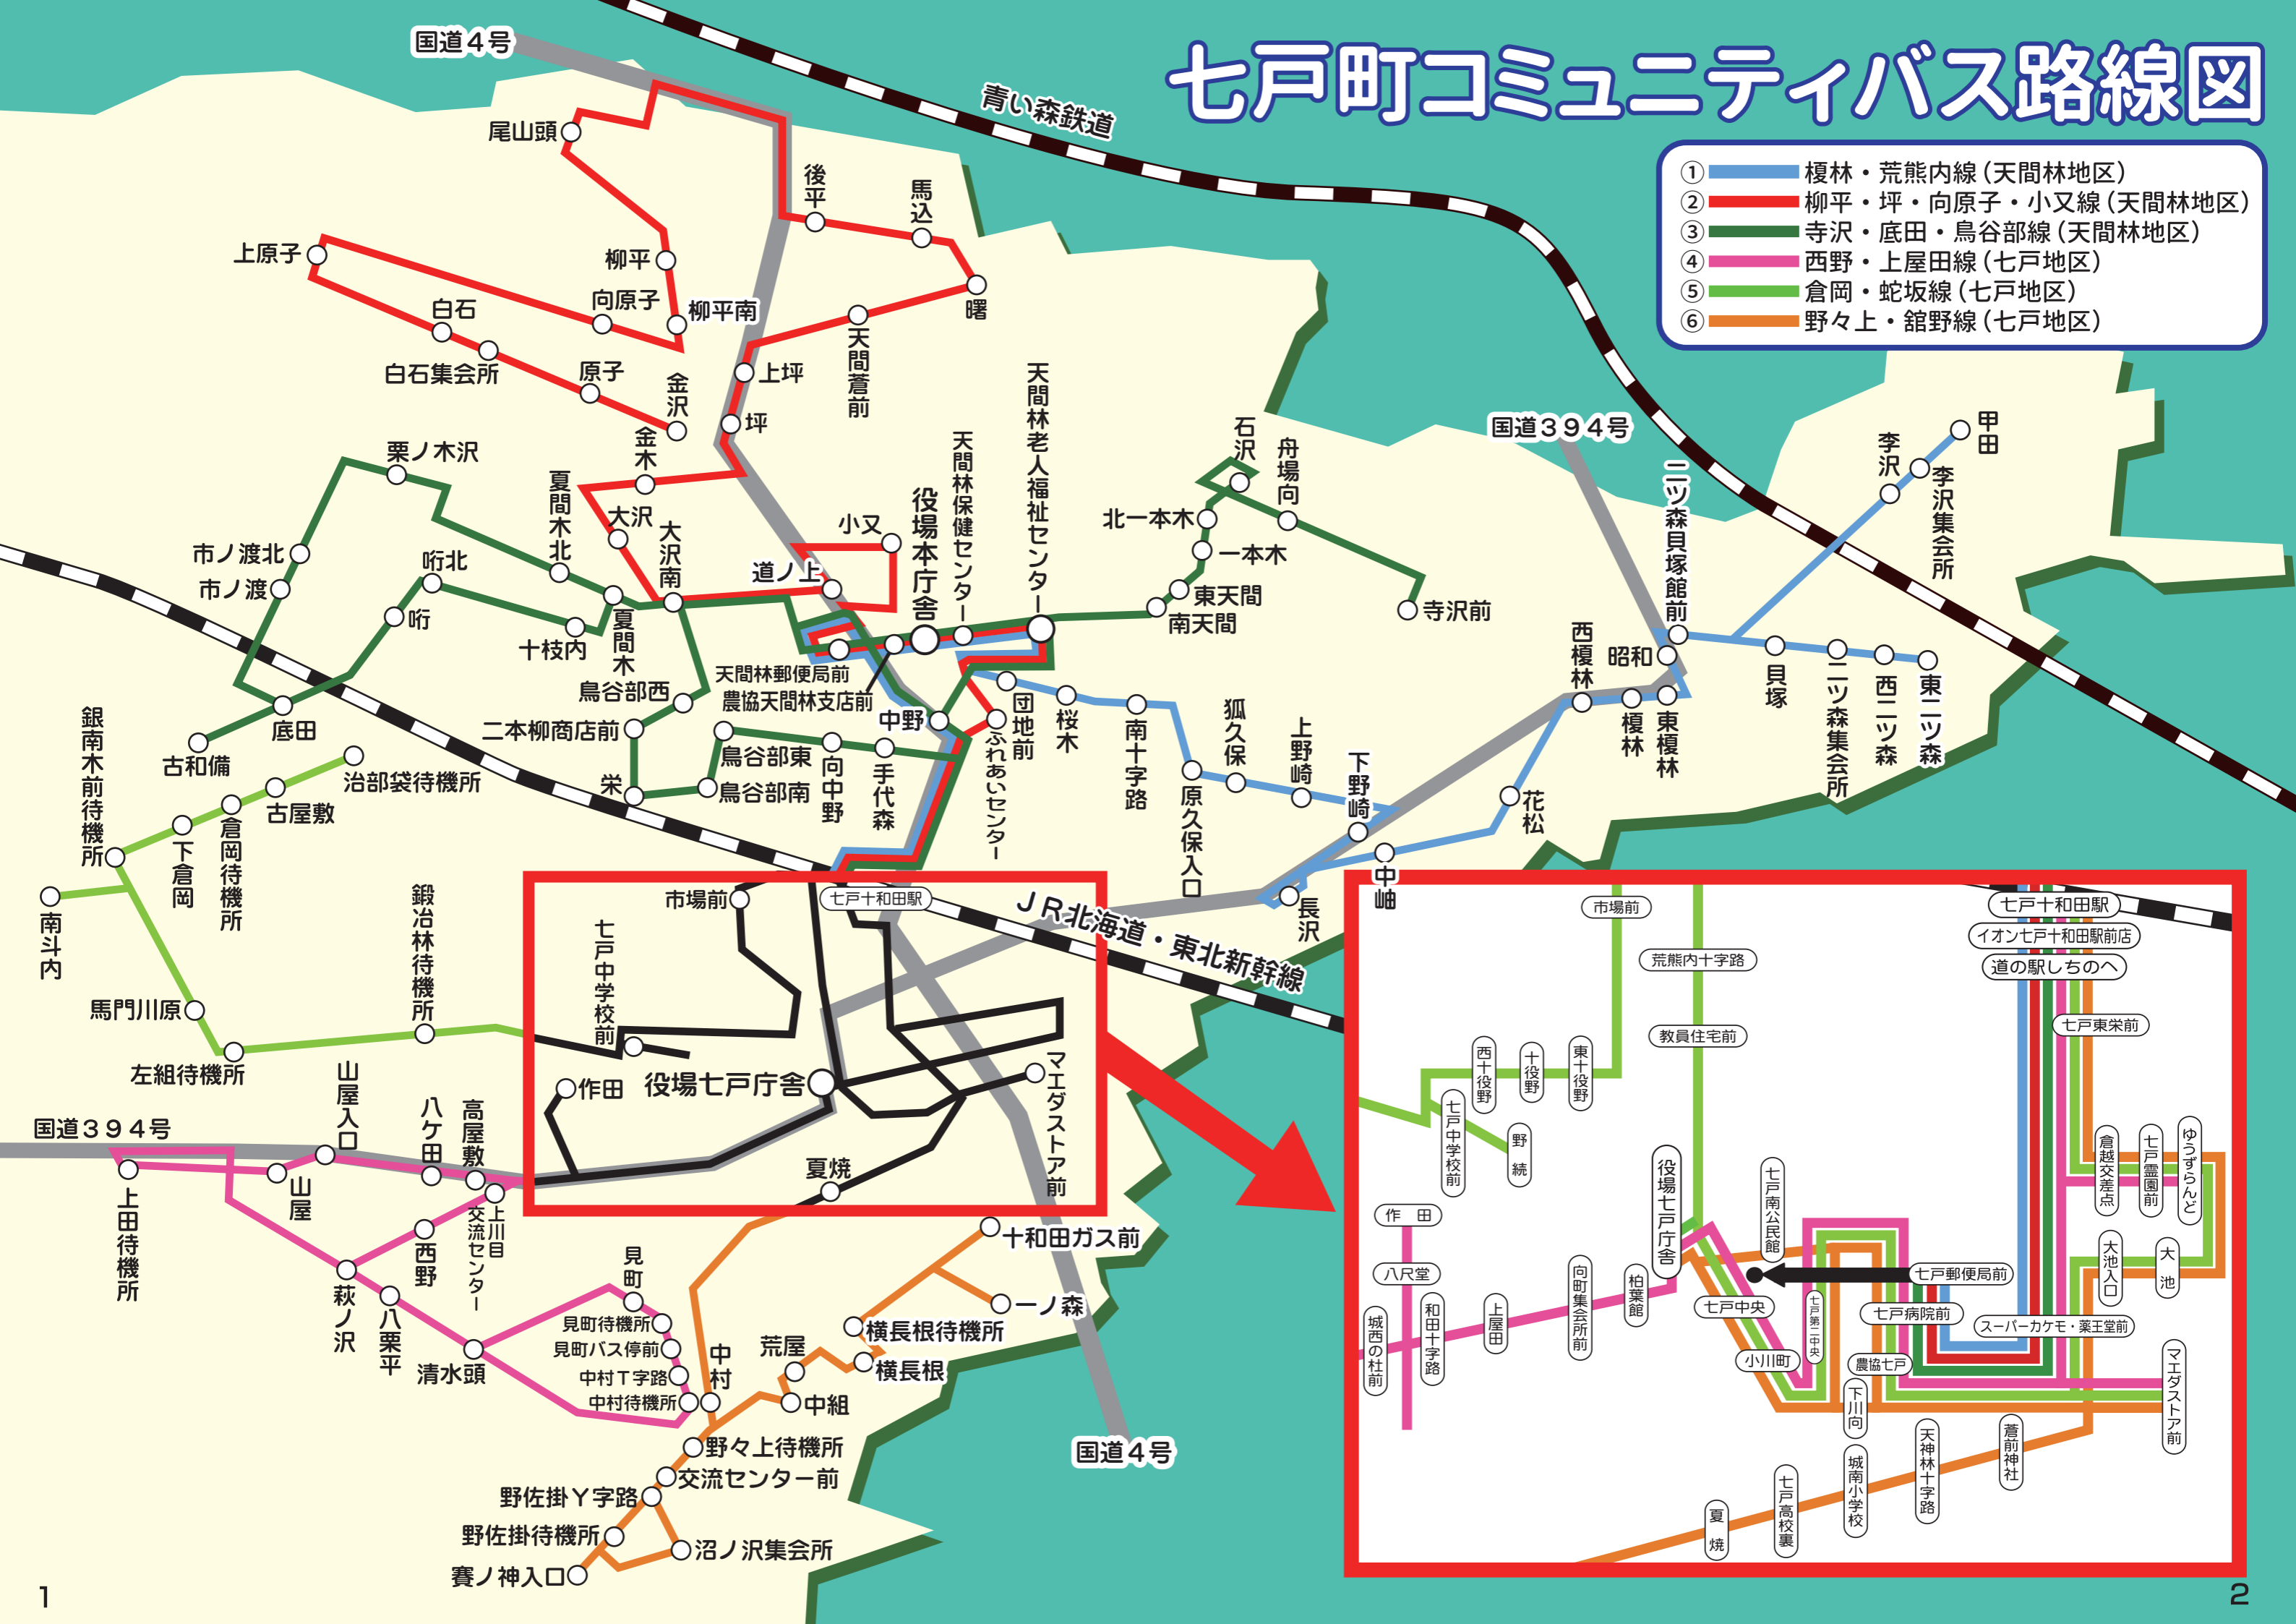 七戸町コミュニティバス路線図
① 榎林・荒熊内線（天間林地区）
② 柳平・坪・向原子・小又線（天間林地区）
③ 寺沢・底田・鳥谷部線（天間林地区）
④ 西野・上屋田線（七戸地区）
⑤ 倉岡・蛇坂線（七戸地区）
⑥ 野々上・舘野線（七戸地区）
国道４号
青い森鉄道
尾山頭
後平
馬込
上原子
柳平
向原子
柳平南
曙
白石
白石集会所
原子
金沢
上坪
坪
天間蒼前
天間林老人福祉センター
天間林保健センター
役場本庁舎
栗ノ木沢
金木
夏間木北
大沢
大沢南
小又
道ノ上
石沢
舟場向
北一本木
一本木
東天間
南天間
寺沢前
国道３９４号
二ツ森貝塚館前
李沢
甲田
李沢集会所
市ノ渡北
市ノ渡
哘北
哘
十枝内
夏間木
鳥谷部西
天間林郵便局前
農協天間林支店前
中野
団地前
桜木
南十字路
ふれあいセンター
西榎林
昭和
榎林
東榎林
貝塚
二ツ森集会所
西二ツ森
東二ツ森
銀南木前待機所
底田
古和備
二本柳商店前
鳥谷部東
向中野
手代森
栄
鳥谷部南
治部袋待機所
古屋敷
倉岡待機所
下倉岡
狐久保
上野崎
下野崎
原久保入口
花松
中岫
長沢
南斗内
鍛冶林待機所
馬門川原
左組待機所
市場前
七戸十和田駅
ＪＲ北海道・東北新幹線
七戸中学校前
作田
役場七戸庁舎
マエダストア前
夏焼
国道３９４号
山屋入口
八ケ田
高屋敷
上田待機所
山屋
西野
上川目
交流センター
萩ノ沢
八栗平
清水頭
見町
見町待機所
見町バス停前
中村Ｔ字路
中村待機所
中村
十和田ガス前
一ノ森
横長根待機所
横長根
荒屋
中組
野々上待機所
交流センター前
野佐掛Ｙ字路
野佐掛待機所
沼ノ沢集会所
賽ノ神入口
国道４号
市場前
七戸十和田駅
イオン七戸十和田駅前店
道の駅しちのへ
荒熊内十字路
教員住宅前
七戸東栄前
西十役野
十役野
東十役野
七戸中学校前
野続
倉越交差点
七戸霊園前
ゆうずらんど
役場七戸庁舎
七戸南公民館
作田
八尺堂
城西の杜前
和田十字路
上屋田
向町集会所前
柏葉館
七戸郵便局前
七戸中央
七戸第二中央
七戸病院前
スーパーカケモ・薬王堂前
大池入口
大池
小川町
農協七戸
下川向
マエダストア前
夏焼
七戸高校裏
城南小学校
天神林十字路
蒼前神社
1
2